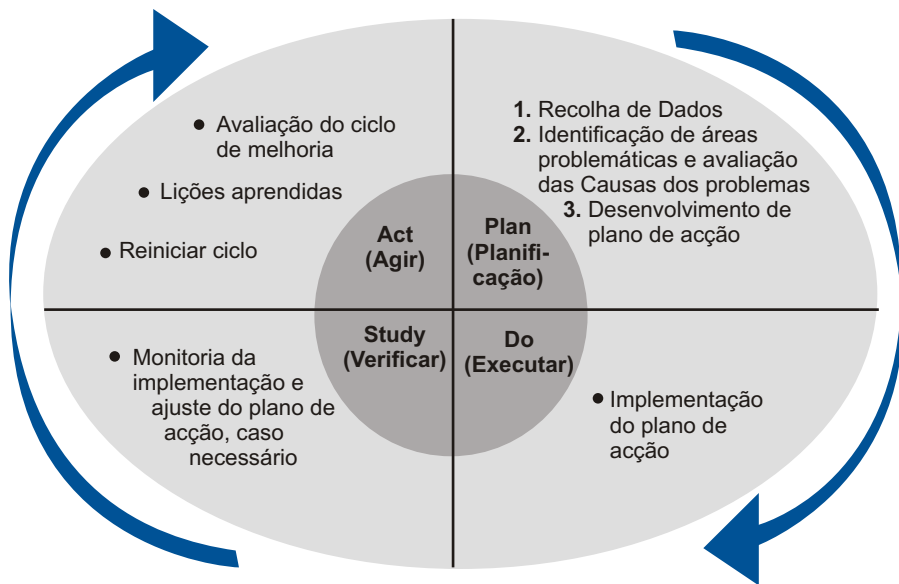 ● Avaliação do ciclo
de melhoria
● Lições aprendidas
● Reiniciar ciclo
Act
(Agir)
1. Recolha de Dados
2. Identificação de áreas
problemáticas e avaliação
das Causas dos problemas
3. Desenvolvimento de
plano de acção
Plan
(Planifi-
cação)
Study
(Verificar)
● Monitoria da
implementação e
ajuste do plano de
acção, caso
necessário
Do
(Executar)
● Implementação
do plano de
acção